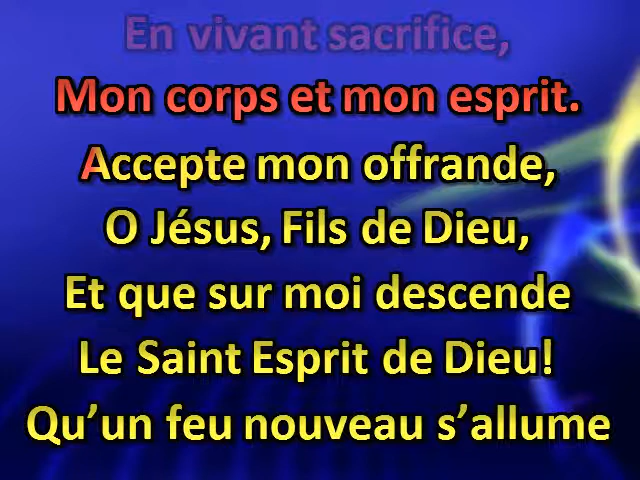 En vivant sacrifice,
Mon corps et mon esprit.
Accepte mon offrande,
O Jésus, Fils de Dieu,
Et que sur moi descende
Le Saint Esprit de Dieu!
Qu’un feu nouveau s’allume